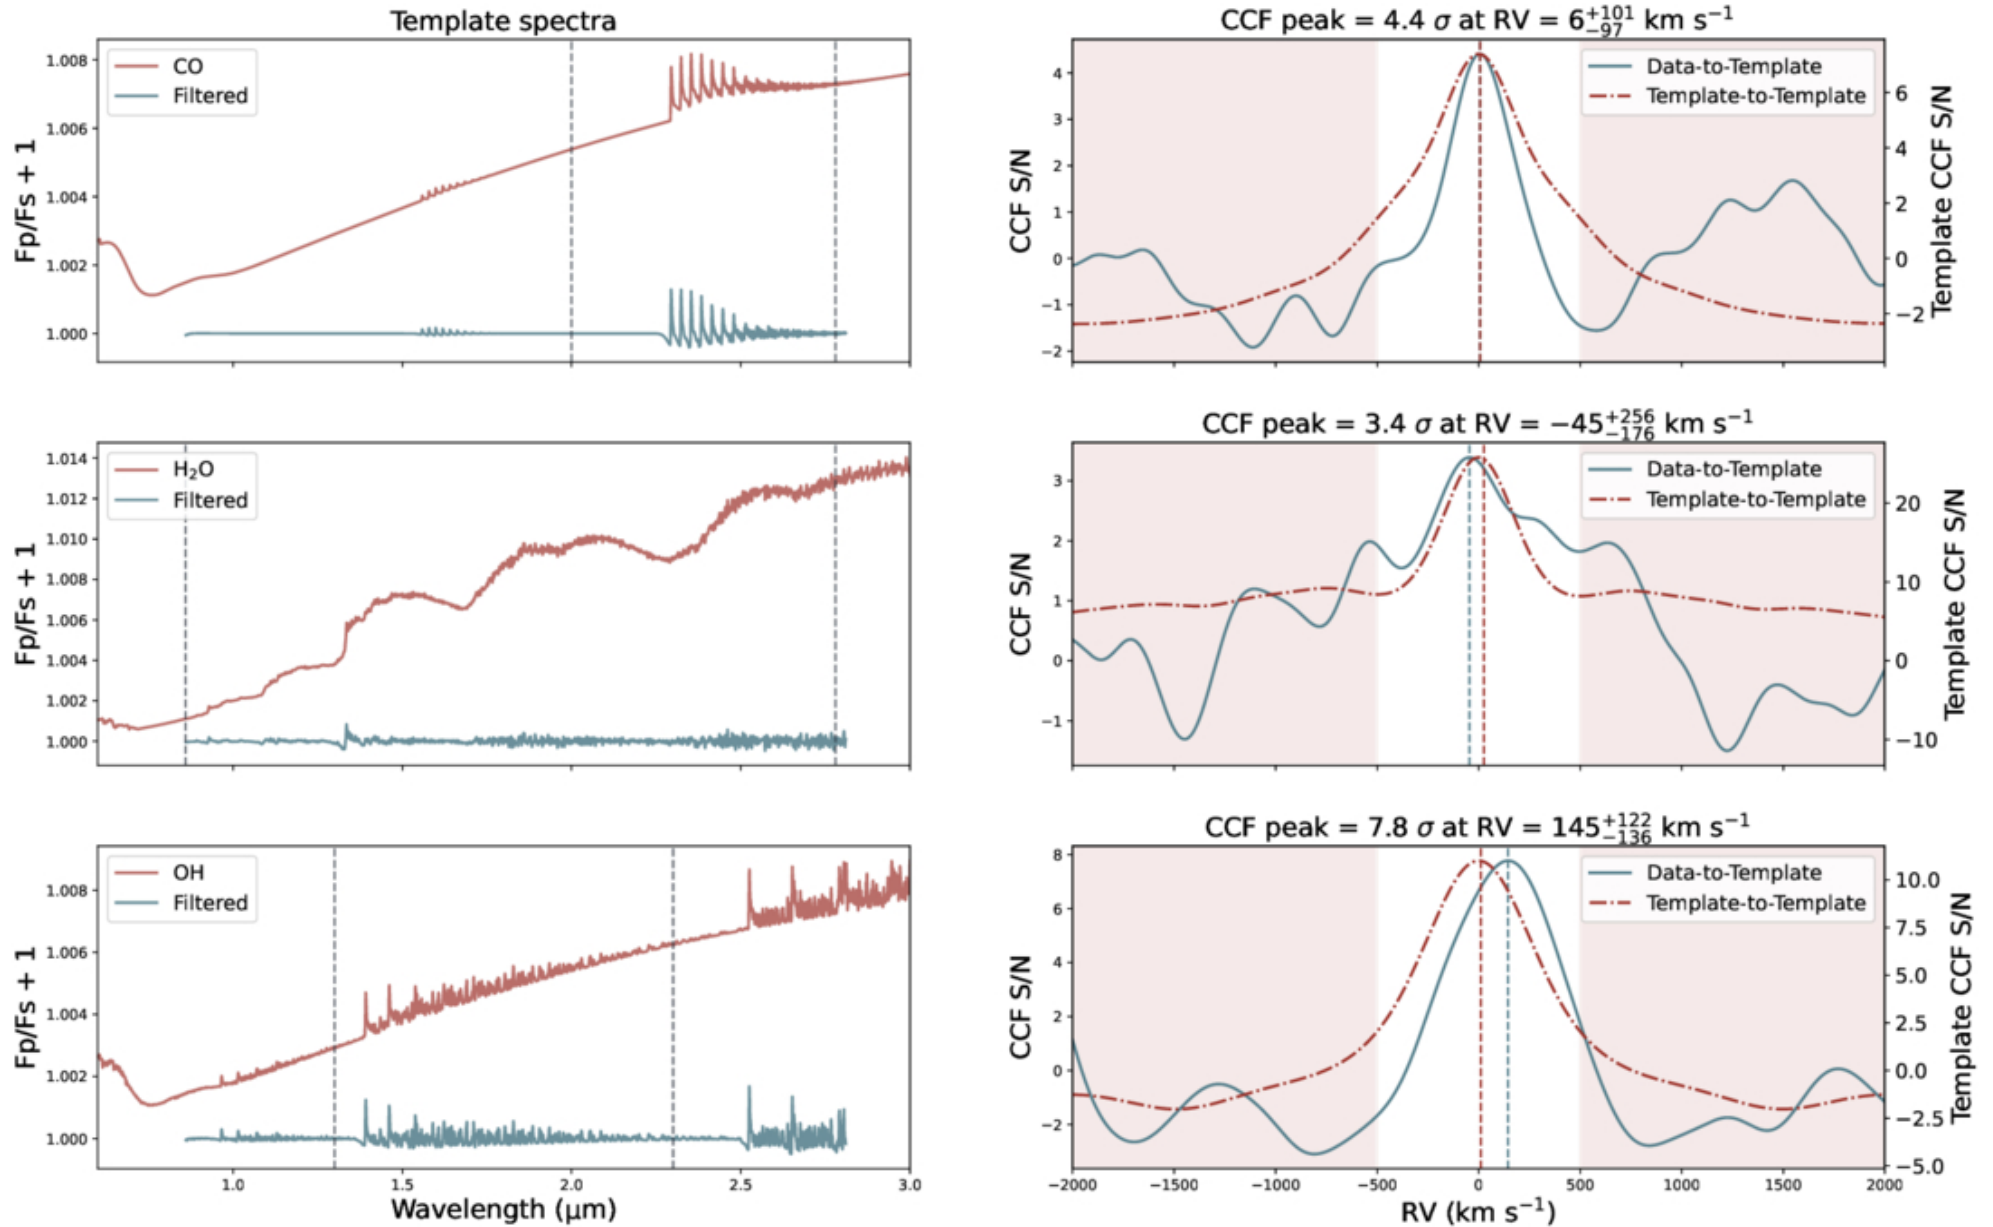 Template spectra
CCF peak = 4.4 σ at RV = 6⁺¹⁰¹₋₉₇ km s⁻¹
Fp/Fs + 1
1.008
1.006
1.004
1.002
1.000
CO
Filtered
CCF S/N
4
3
2
1
0
−1
−2
Data-to-Template
Template-to-Template
6
4
2
0
−2
Template CCF S/N
CCF peak = 3.4 σ at RV = −45⁺²⁵⁶₋₁₇₆ km s⁻¹
Fp/Fs + 1
1.014
1.012
1.010
1.008
1.006
1.004
1.002
1.000
H₂O
Filtered
CCF S/N
3
2
1
0
−1
Data-to-Template
Template-to-Template
20
10
0
−10
Template CCF S/N
CCF peak = 7.8 σ at RV = 145⁺¹²²₋₁₃₆ km s⁻¹
Fp/Fs + 1
1.008
1.006
1.004
1.002
1.000
OH
Filtered
1.0 1.5 2.0 2.5 3.0
Wavelength (μm)
CCF S/N
8
6
4
2
0
−2
Data-to-Template
Template-to-Template
10.0
7.5
5.0
2.5
0.0
−2.5
−5.0
Template CCF S/N
−2000 −1500 −1000 −500 0 500 1000 1500 2000
RV (km s⁻¹)